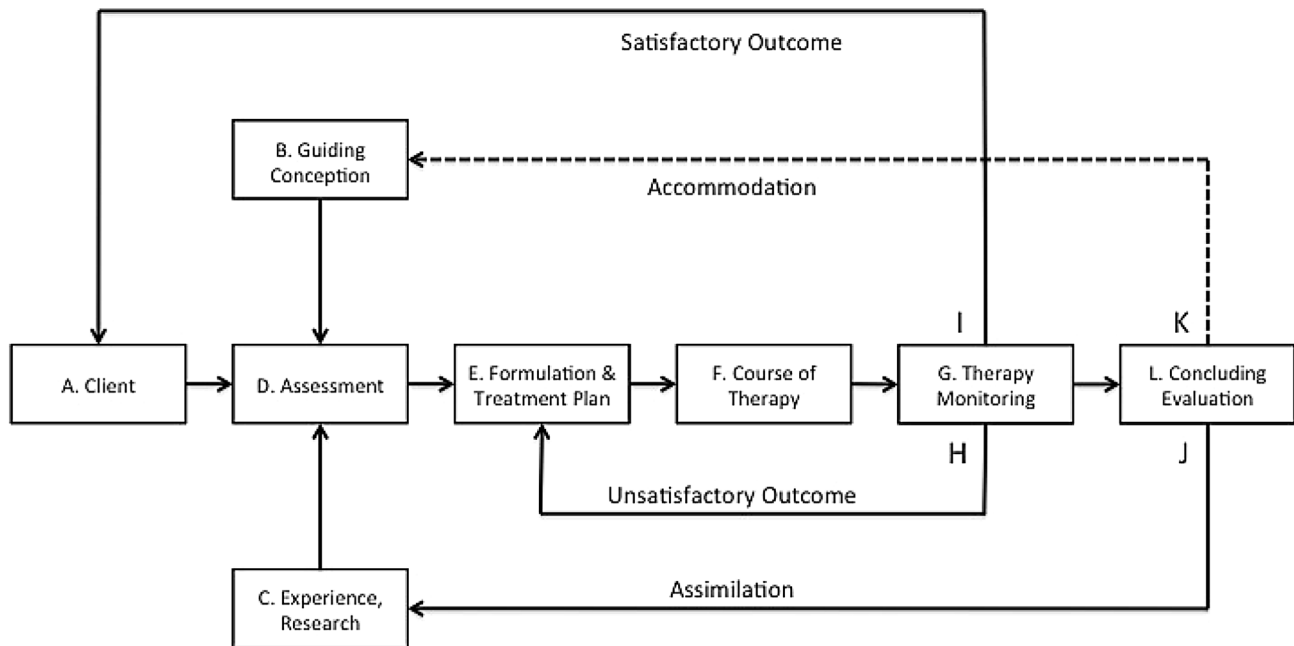 Satisfactory Outcome
B. Guiding
Conception
Accommodation
I
K
A. Client
D. Assessment
E. Formulation &
Treatment Plan
F. Course of
Therapy
G. Therapy
Monitoring
L. Concluding
Evaluation
H
J
Unsatisfactory Outcome
C. Experience,
Research
Assimilation